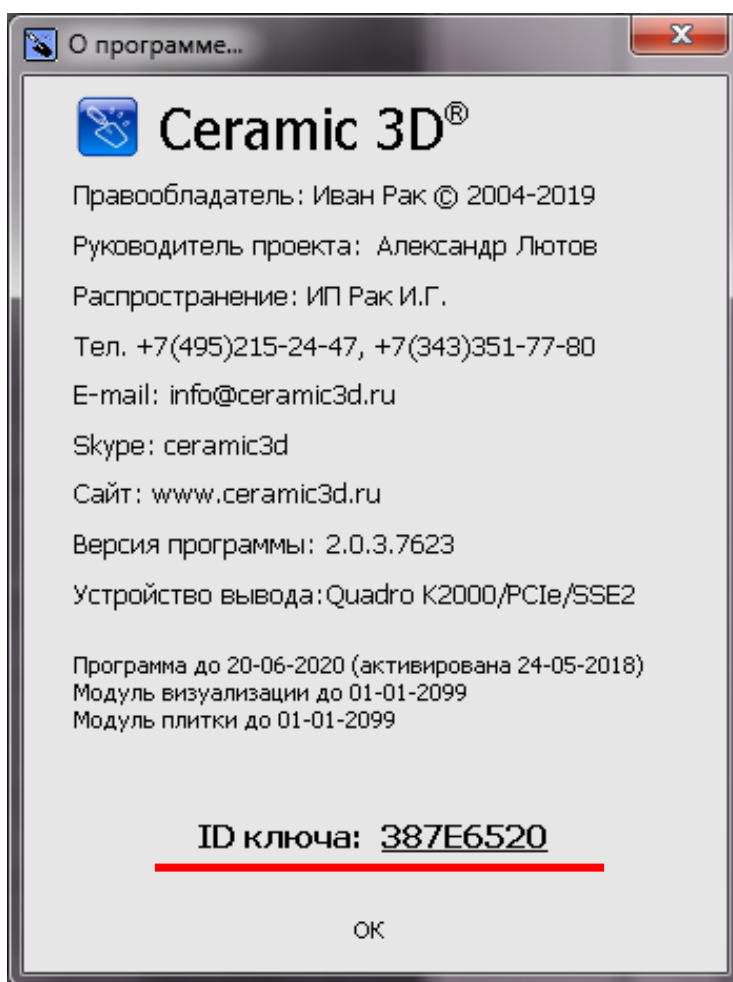 О программе...
Ceramic 3D®
Правообладатель: Иван Рак © 2004-2019
Руководитель проекта: Александр Лютов
Распространение: ИП Рак И.Г.
Тел. +7(495)215-24-47, +7(343)351-77-80
E-mail: info@ceramic3d.ru
Skype: ceramic3d
Сайт: www.ceramic3d.ru
Версия программы: 2.0.3.7623
Устройство вывода:Quadro K2000/PCIe/SSE2
Программа до 20-06-2020 (активирована 24-05-2018)
Модуль визуализации до 01-01-2099
Модуль плитки до 01-01-2099
ID ключа: 387E6520
ОК